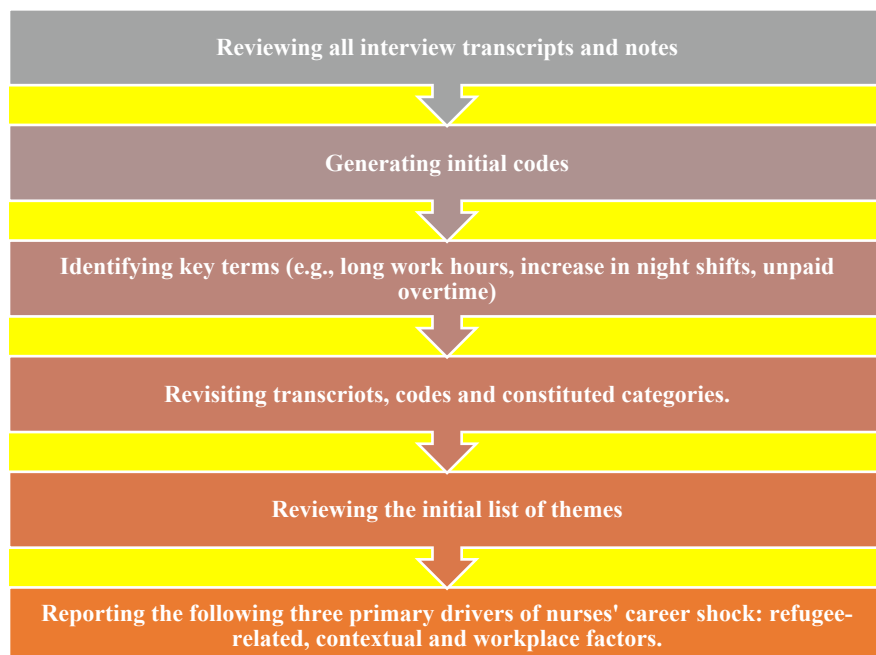 Reviewing all interview transcripts and notes
Generating initial codes
Identifying key terms (e.g., long work hours, increase in night shifts, unpaid
overtime)
Revisiting transcriots, codes and constituted categories.
Reviewing the initial list of themes
Reporting the following three primary drivers of nurses' career shock: refugee-
related, contextual and workplace factors.